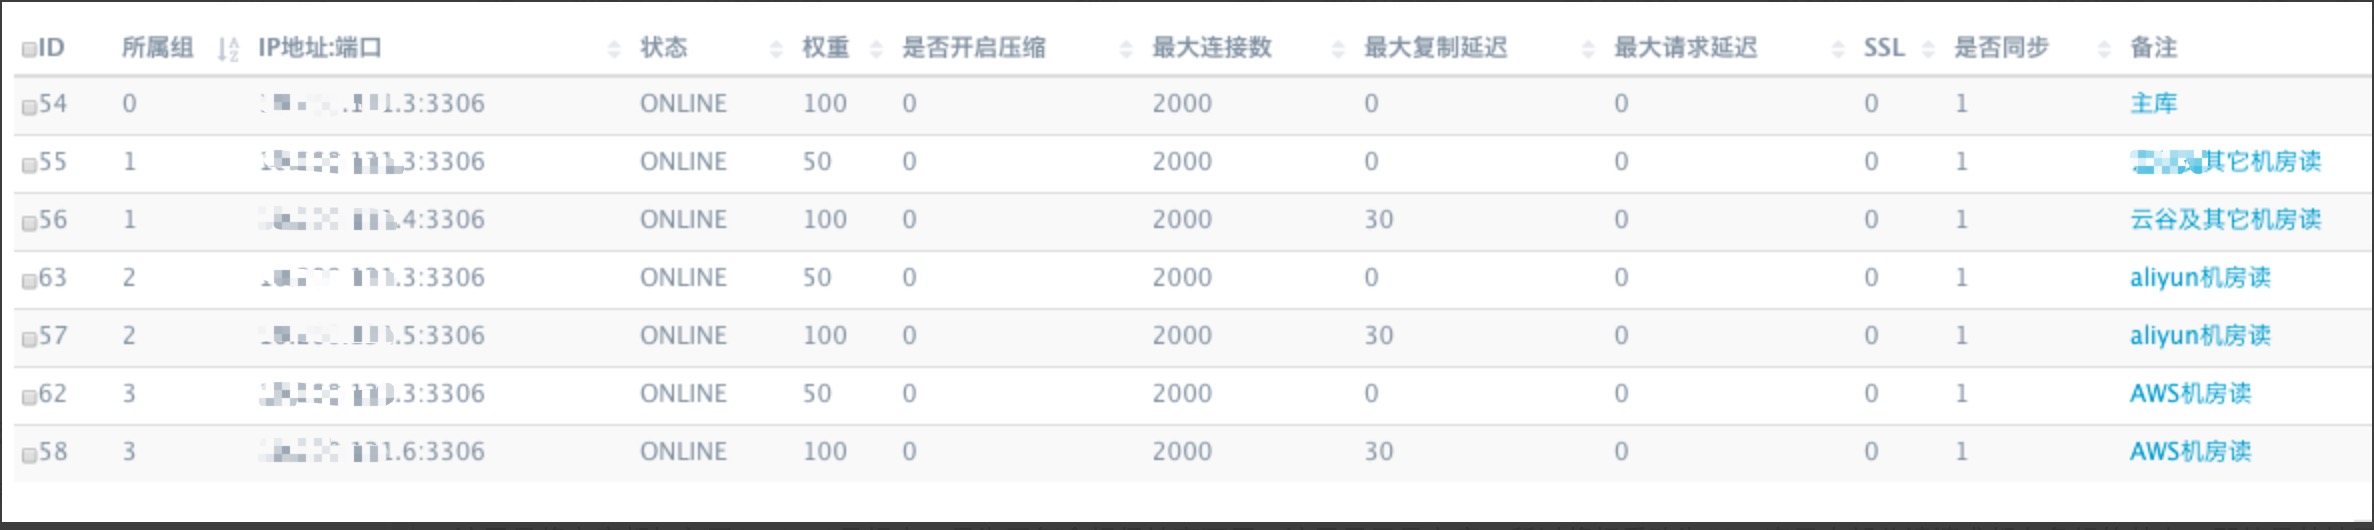 ID 所属组 IP地址:端口 状态 权重 是否开启压缩 最大连接数 最大复制延迟 最大请求延迟 SSL 是否同步 备注
54 0 .3:3306 ONLINE 100 0 2000 0 0 0 1 主库
55 1 .3:3306 ONLINE 50 0 2000 0 0 0 1 其它机房读
56 1 .4:3306 ONLINE 100 0 2000 30 0 0 1 云谷及其它机房读
63 2 .3:3306 ONLINE 50 0 2000 0 0 0 1 aliyun机房读
57 2 .5:3306 ONLINE 100 0 2000 30 0 0 1 aliyun机房读
62 3 .3:3306 ONLINE 50 0 2000 0 0 0 1 AWS机房读
58 3 .6:3306 ONLINE 100 0 2000 30 0 0 1 AWS机房读